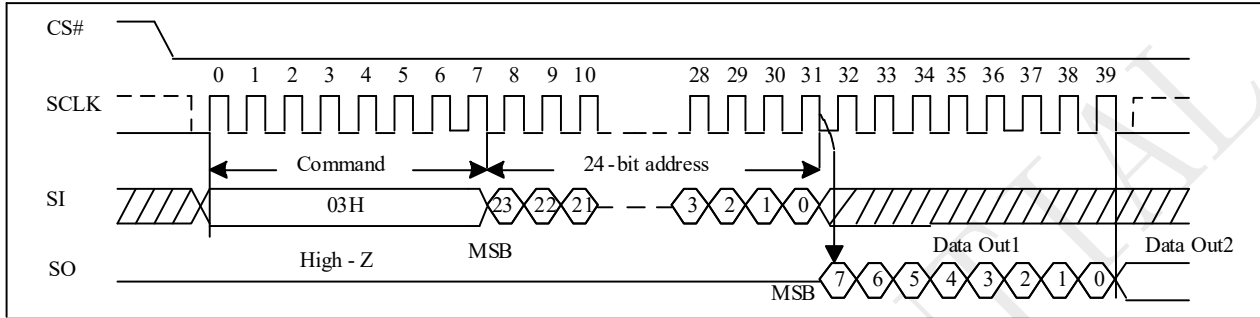 CS#
0 1 2 3 4 5 6 7 8 9 10 28 29 30 31 32 33 34 35 36 37 38 39
SCLK
Command 24-bit address
SI 03H 23 22 21 3 2 1 0
MSB Data Out1 Data Out2
High - Z
SO 7 6 5 4 3 2 1 0
MSB